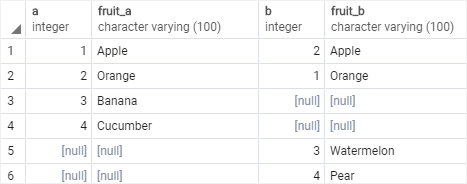 a fruit_a b fruit_b
integer character varying (100) integer character varying (100)
1 1 Apple 2 Apple
2 2 Orange 1 Orange
3 3 Banana [null] [null]
4 4 Cucumber [null] [null]
5 [null] [null] 3 Watermelon
6 [null] [null] 4 Pear